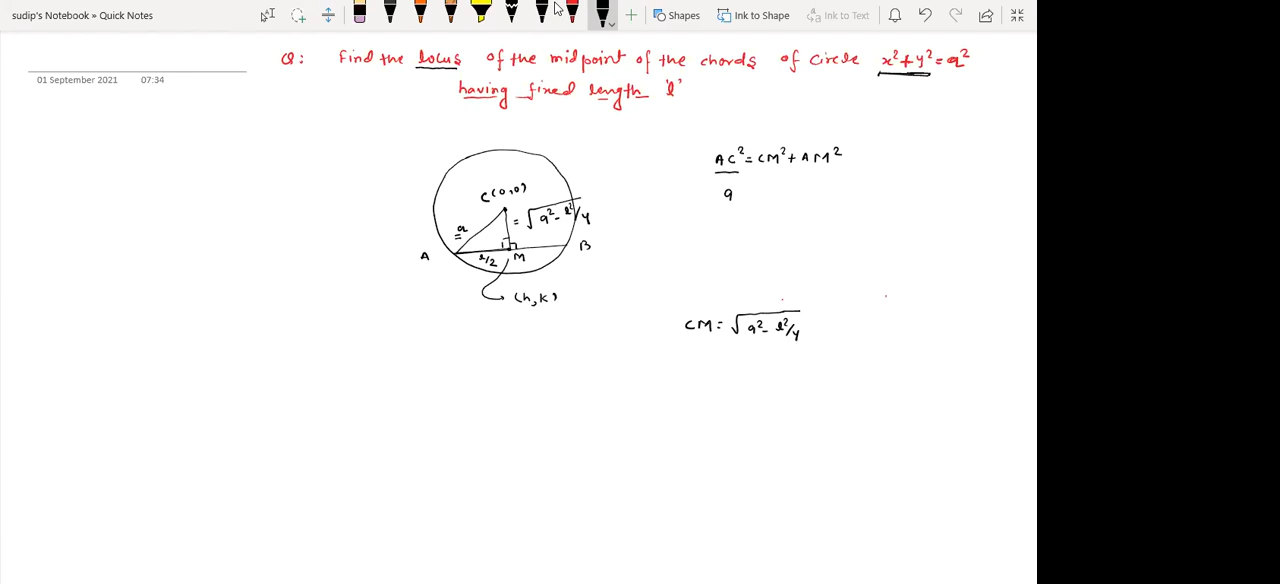 sudip's Notebook » Quick Notes
Shapes
Ink to Shape
Ink to Text
01 September 2021 07:34
Q: Find the locus of the midpoint of the chords of circle x²+y²=a²
having fixed length 'l'
C(0,0)
a
= √a²-l²/4
A
l/2
M
B
(h,k)
AC²=CM²+AM²
a
CM=√a²-l²/4